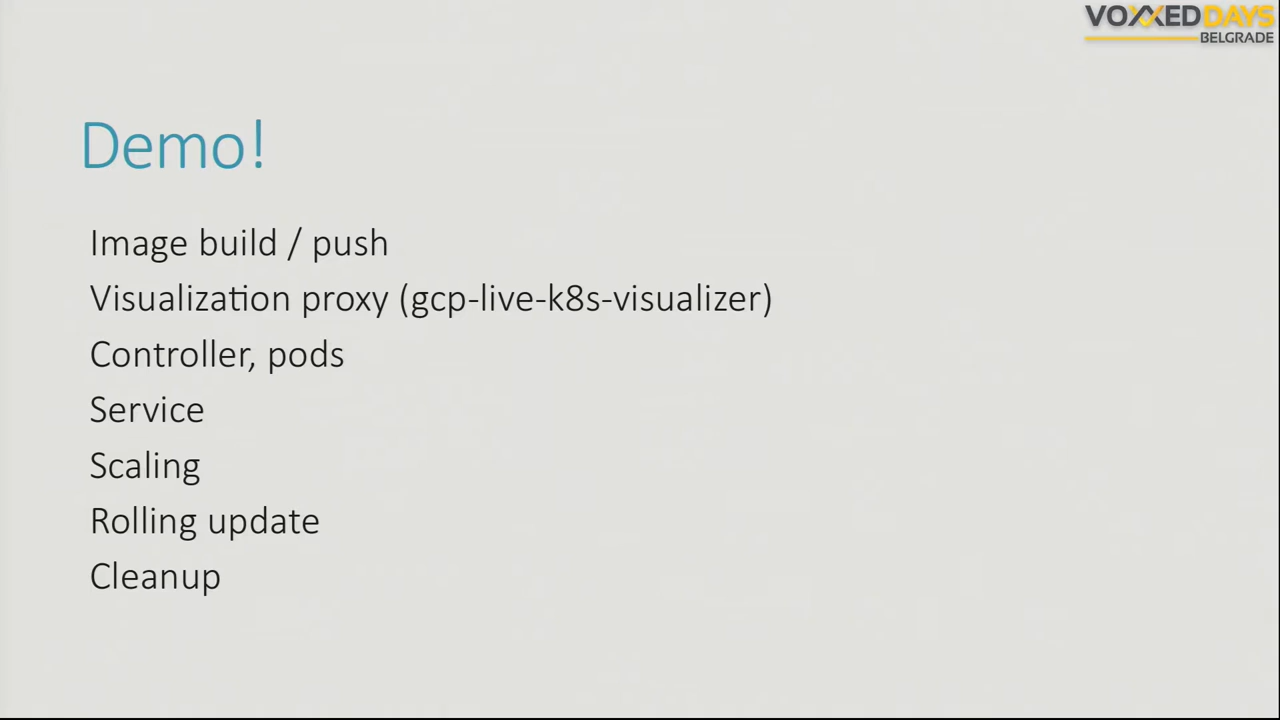 VOXXED DAYS
BELGRADE
Demo!
Image build / push
Visualization proxy (gcp-live-k8s-visualizer)
Controller, pods
Service
Scaling
Rolling update
Cleanup